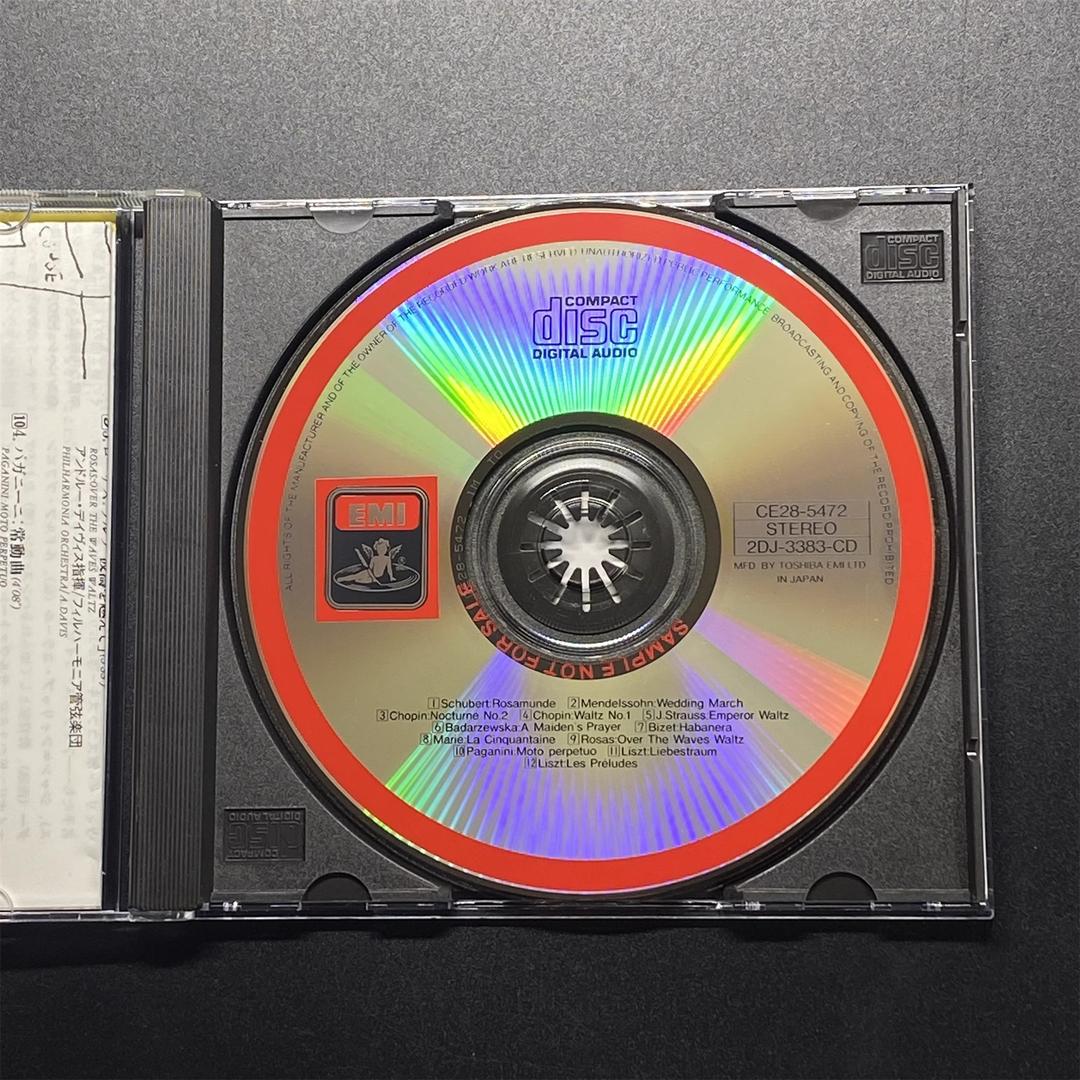 COMPACT
disc
DIGITAL AUDIO
COMPACT
disc
DIGITAL AUDIO
ALL RIGHTS OF THE MANUFACTURER AND OF THE OWNER OF THE RECORDED WORK ARE RESERVED. UNAUTHORIZED PUBLIC PERFORMANCE BROADCASTING AND COPYING OF THE RECORD PROHIBITED
EMI
CE28-5472
STEREO
2DJ-3383-CD
MFD. BY TOSHIBA EMI LTD
IN JAPAN
28-5472 1H TO
SAMPLE NOT FOR SALE
1 Schubert:Rosamunde 2 Mendelssohn:Wedding March
3 Chopin:Nocturne No.2 4 Chopin:Waltz No.1 5 J.Strauss:Emperor Waltz
6 Badarzewska:A Maiden's Prayer 7 Bizet:Habanera
8 Marie:La Cinquantaine 9 Rosas:Over The Waves Waltz
10 Paganini:Moto perpetuo 11 Liszt:Liebestraum
12 Liszt:Les Préludes
COMPACT
disc
DIGITAL AUDIO
ROSAS:OVER THE WAVES WALTZ
アンドルー・デイヴィス指揮/フィルハーモニア管弦楽団
PHILHARMONIA ORCHESTRA/A.DAVIS
10 4. パガニーニ:常動曲(4'08")
PAGANINI:MOTO PERPETUO